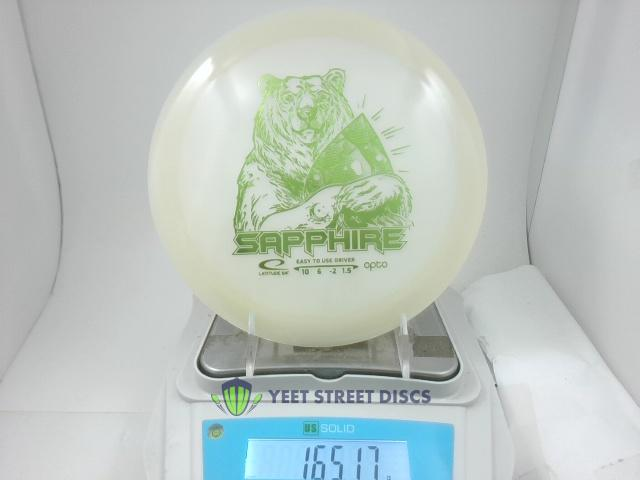 SAPPHIRE
EASY TO USE DRIVER
LATITUDE 64° 10 6 -2 1.5 opto
YEET STREET DISCS
US SOLID
165.17 g